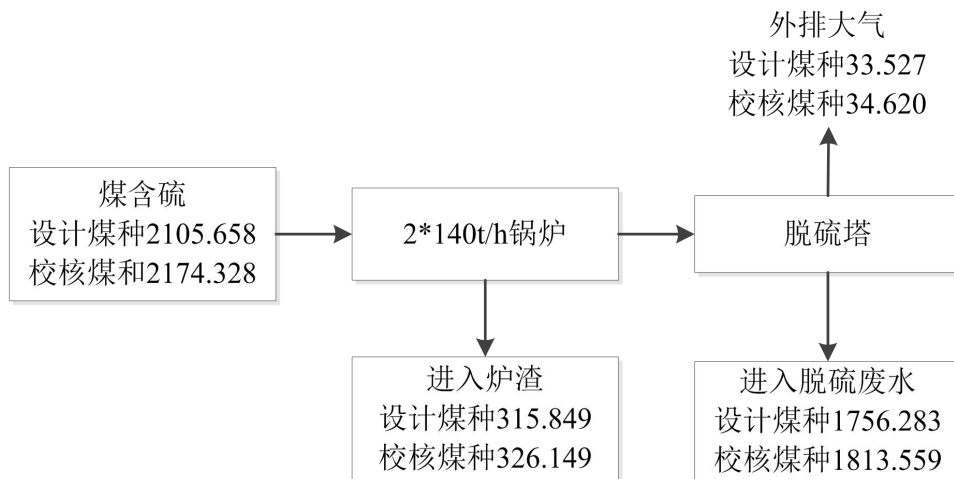 外排大气
设计煤种33.527
校核煤种34.620
煤含硫
设计煤种2105.658
校核煤和2174.328
2*140t/h锅炉
脱硫塔
进入炉渣
设计煤种315.849
校核煤种326.149
进入脱硫废水
设计煤种1756.283
校核煤种1813.559